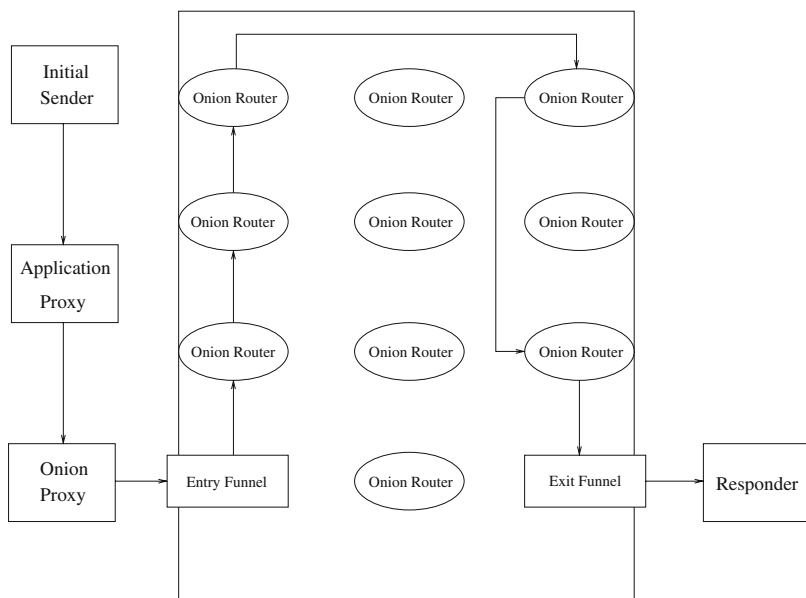 Initial
Sender
Onion Router
Onion Router
Onion Router
Onion Router
Onion Router
Onion Router
Application
Proxy
Onion Router
Onion Router
Onion Router
Onion
Proxy
Entry Funnel
Onion Router
Exit Funnel
Responder